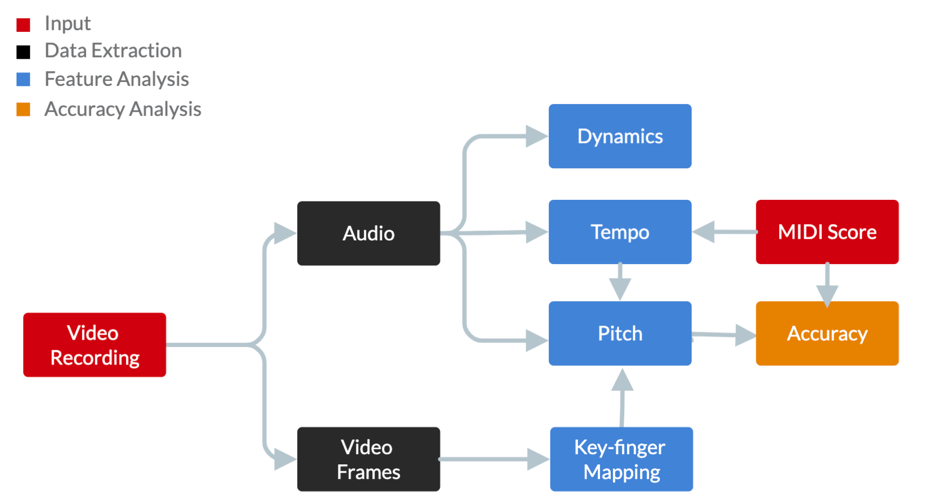 Input
Data Extraction
Feature Analysis
Accuracy Analysis
Dynamics
Audio
Tempo
MIDI Score
Video
Recording
Pitch
Accuracy
Video
Frames
Key-finger
Mapping